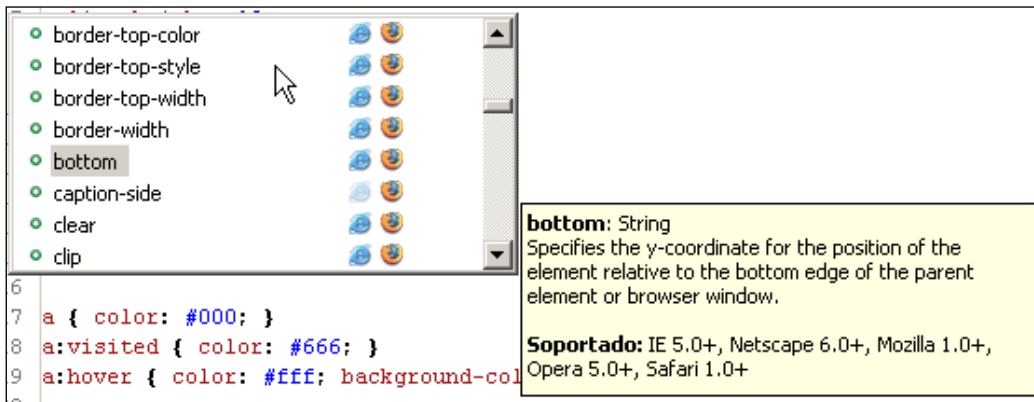 border-top-color
border-top-style
border-top-width
border-width
bottom
caption-side
clear
clip
bottom: String
Specifies the y-coordinate for the position of the
element relative to the bottom edge of the parent
element or browser window.
Soportado: IE 5.0+, Netscape 6.0+, Mozilla 1.0+,
Opera 5.0+, Safari 1.0+
6
7 a { color: #000; }
8 a:visited { color: #666; }
9 a:hover { color: #fff; background-col